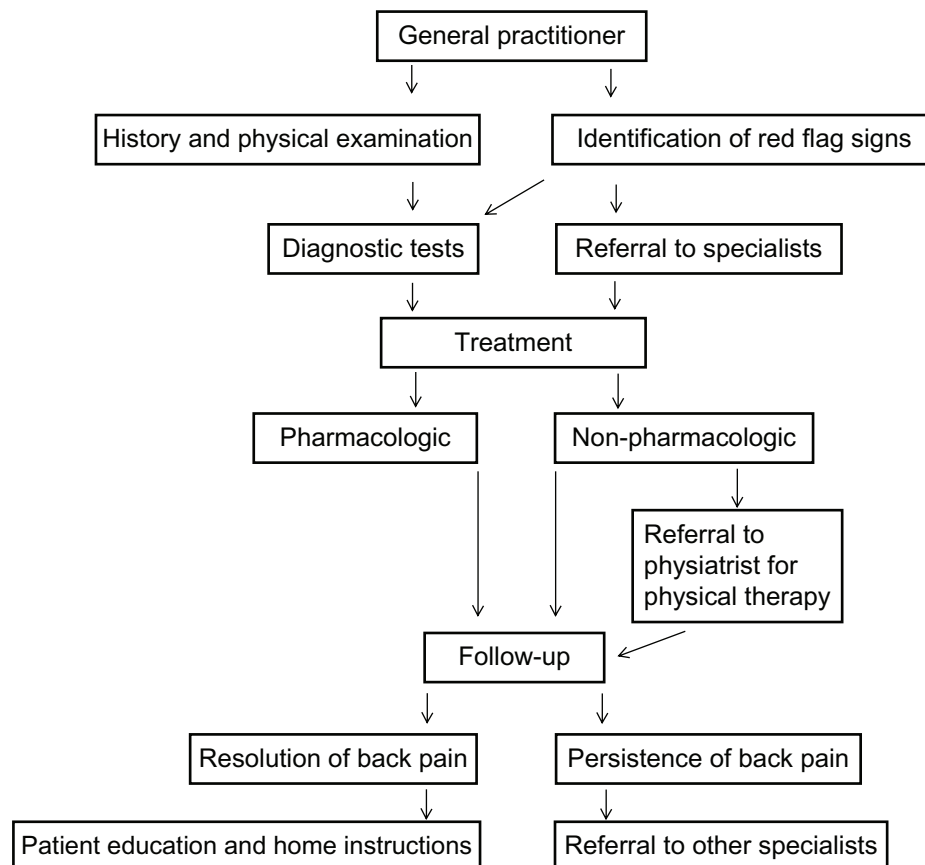 General practitioner
History and physical examination
Identification of red flag signs
Diagnostic tests
Referral to specialists
Treatment
Pharmacologic
Non-pharmacologic
Referral to
physiatrist for
physical therapy
Follow-up
Resolution of back pain
Persistence of back pain
Patient education and home instructions
Referral to other specialists